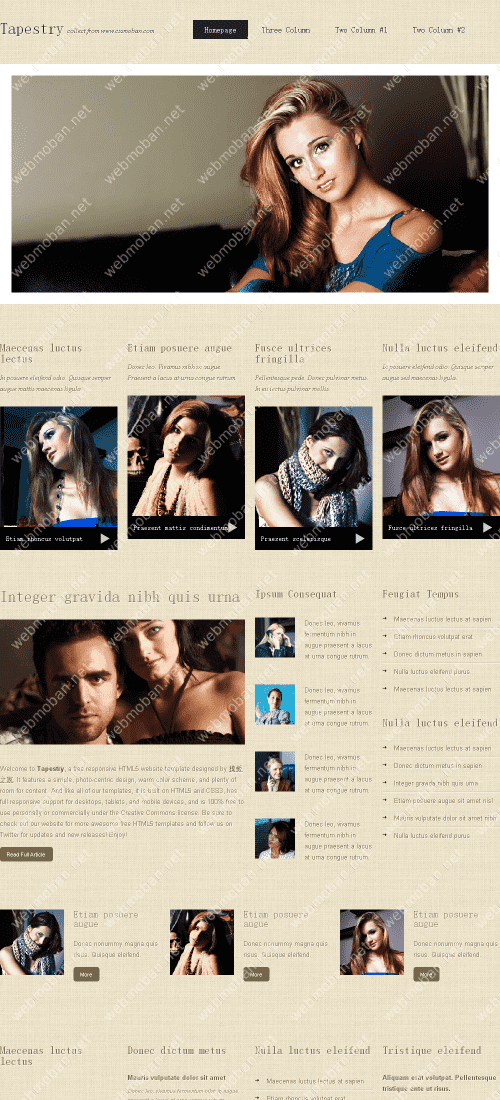 Tapestry collect from www.cssmoban.com
Homepage
Three Column
Two Column #1
Two Column #2
Maecenas luctus
lectus
In posuere eleifend odio. Quisque semper
augue mattis maecenas ligula.
Etiam rhoncus volutpat
Etiam posuere augue
Donec leo. Vivamus nibh in augue.
Praesent a lacus at urna congue rutrum.
Praesent mattis condimentum
Fusce ultrices
fringilla
Pellentesque pede. Donec pulvinar metus.
In eu lectus pulvinar mollis.
Praesent scelerisque
Nulla luctus eleifend
In posuere eleifend odio. Quisque semper
augue sed maecenas ligula.
Fusce ultrices fringilla
Integer gravida nibh quis urna
Welcome to Tapestry, a free responsive HTML5 website template designed by 模板
之家. It features a simple, photo-centric design, warm color scheme, and plenty of
room for content. And like all of our templates, it is built on HTML5 and CSS3, has
full responsive support for desktops, tablets, and mobile devices, and is 100% free to
use personally or commercially under the Creative Commons license. Be sure to
check out our website for more awesome free HTML5 templates and follow us on
Twitter for updates and new releases! Enjoy!
Read Full Article
Ipsum Consequat
Donec leo, vivamus
fermentum nibh in
augue praesent a lacus
at urna congue rutrum.
Donec leo, vivamus
fermentum nibh in
augue praesent a lacus
at urna congue rutrum.
Donec leo, vivamus
fermentum nibh in
augue praesent a lacus
at urna congue rutrum.
Donec leo, vivamus
fermentum nibh in
augue praesent a lacus
at urna congue rutrum.
Feugiat Tempus
Maecenas luctus lectus at sapien
Etiam rhoncus volutpat erat
Donec dictum metus in sapien
Nulla luctus eleifend purus
Maecenas luctus lectus at sapien
Nulla luctus eleifend
Maecenas luctus lectus at sapien
Donec dictum metus in sapien
Integer gravida nibh quis urna
Etiam posuere augue sit amet nisl
Mauris vulputate dolor sit amet nibh
Nulla luctus eleifend purus
Etiam posuere
augue
Donec nonummy magna quis
risus. Quisque eleifend.
More
Etiam posuere
augue
Donec nonummy magna quis
risus. Quisque eleifend.
More
Etiam posuere
augue
Donec nonummy magna quis
risus. Quisque eleifend.
More
Maecenas luctus
lectus
Donec dictum metus
Mauris vulputate dolor sit amet
Donec leo, vivamus fermentum nibh in augue
Nulla luctus eleifend
Maecenas luctus lectus at sapien
Etiam rhoncus volutpat erat
Tristique eleifend
Aliquam erat volutpat. Pellentesque
tristique ante ut risus.
webmoban.net